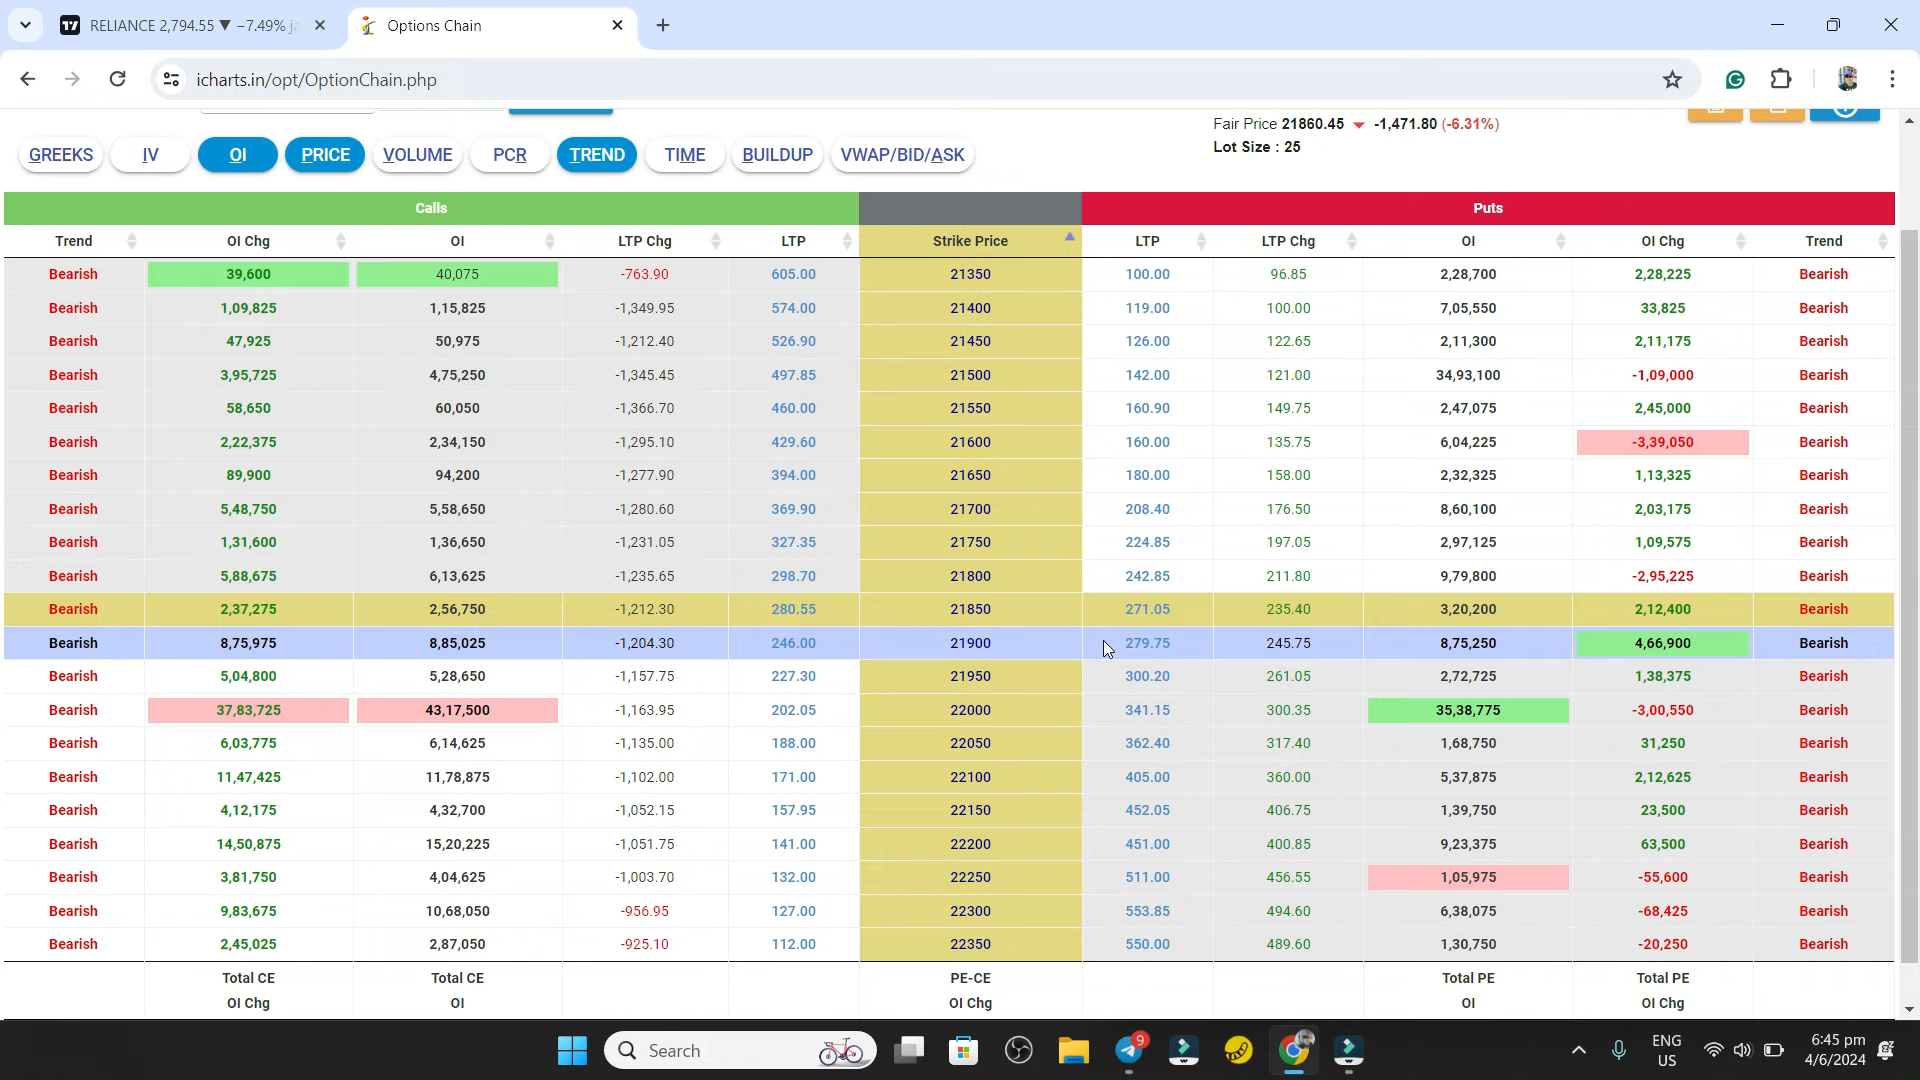 RELIANCE 2,794.55 ▼ −7.49%
Options Chain
icharts.in/opt/OptionChain.php
Fair Price 21860.45 ▼ -1,471.80 (-6.31%)
Lot Size : 25
GREEKS IV OI PRICE VOLUME PCR TREND TIME BUILDUP VWAP/BID/ASK
Calls Puts
Trend OI Chg OI LTP Chg LTP Strike Price LTP LTP Chg OI OI Chg Trend
Bearish 39,600 40,075 -763.90 605.00 21350 100.00 96.85 2,28,700 2,28,225 Bearish
Bearish 1,09,825 1,15,825 -1,349.95 574.00 21400 119.00 100.00 7,05,550 33,825 Bearish
Bearish 47,925 50,975 -1,212.40 526.90 21450 126.00 122.65 2,11,300 2,11,175 Bearish
Bearish 3,95,725 4,75,250 -1,345.45 497.85 21500 142.00 121.00 34,93,100 -1,09,000 Bearish
Bearish 58,650 60,050 -1,366.70 460.00 21550 160.90 149.75 2,47,075 2,45,000 Bearish
Bearish 2,22,375 2,34,150 -1,295.10 429.60 21600 160.00 135.75 6,04,225 -3,39,050 Bearish
Bearish 89,900 94,200 -1,277.90 394.00 21650 180.00 158.00 2,32,325 1,13,325 Bearish
Bearish 5,48,750 5,58,650 -1,280.60 369.90 21700 208.40 176.50 8,60,100 2,03,175 Bearish
Bearish 1,31,600 1,36,650 -1,231.05 327.35 21750 224.85 197.05 2,97,125 1,09,575 Bearish
Bearish 5,88,675 6,13,625 -1,235.65 298.70 21800 242.85 211.80 9,79,800 -2,95,225 Bearish
Bearish 2,37,275 2,56,750 -1,212.30 280.55 21850 271.05 235.40 3,20,200 2,12,400 Bearish
Bearish 8,75,975 8,85,025 -1,204.30 246.00 21900 279.75 245.75 8,75,250 4,66,900 Bearish
Bearish 5,04,800 5,28,650 -1,157.75 227.30 21950 300.20 261.05 2,72,725 1,38,375 Bearish
Bearish 37,83,725 43,17,500 -1,163.95 202.05 22000 341.15 300.35 35,38,775 -3,00,550 Bearish
Bearish 6,03,775 6,14,625 -1,135.00 188.00 22050 362.40 317.40 1,68,750 31,250 Bearish
Bearish 11,47,425 11,78,875 -1,102.00 171.00 22100 405.00 360.00 5,37,875 2,12,625 Bearish
Bearish 4,12,175 4,32,700 -1,052.15 157.95 22150 452.05 406.75 1,39,750 23,500 Bearish
Bearish 14,50,875 15,20,225 -1,051.75 141.00 22200 451.00 400.85 9,23,375 63,500 Bearish
Bearish 3,81,750 4,04,625 -1,003.70 132.00 22250 511.00 456.55 1,05,975 -55,600 Bearish
Bearish 9,83,675 10,68,050 -956.95 127.00 22300 553.85 494.60 6,38,075 -68,425 Bearish
Bearish 2,45,025 2,87,050 -925.10 112.00 22350 550.00 489.60 1,30,750 -20,250 Bearish
Total CE Total CE PE-CE Total PE Total PE
OI Chg OI OI Chg OI OI Chg
Search 9 ENG 6:45 pm
US 4/6/2024